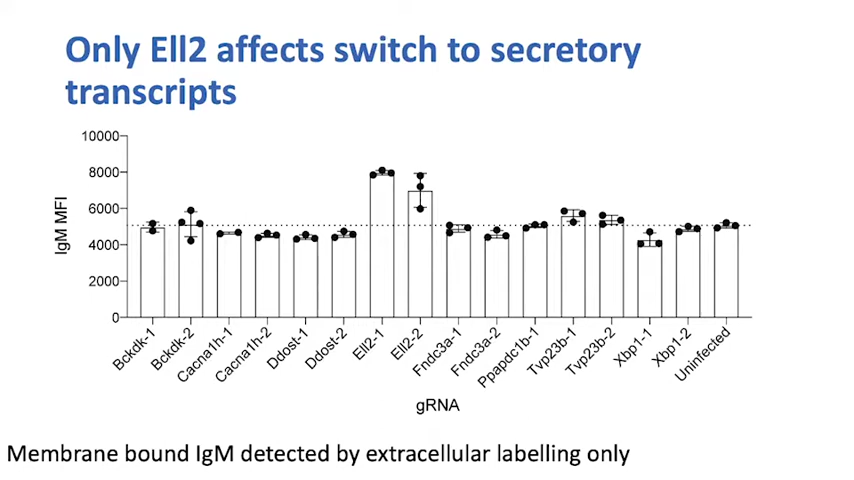 Only Ell2 affects switch to secretory
transcripts
10000
8000
6000
4000
2000
0
IgM MFI
Bckdk-1
Bckdk-2
Cacna1h-1
Cacna1h-2
Ddost-1
Ddost-2
Ell2-1
Ell2-2
Fndc3a-1
Fndc3a-2
Ppapdc1b-1
Tvp23b-1
Tvp23b-2
Xbp1-1
Xbp1-2
Uninfected
gRNA
Membrane bound IgM detected by extracellular labelling only